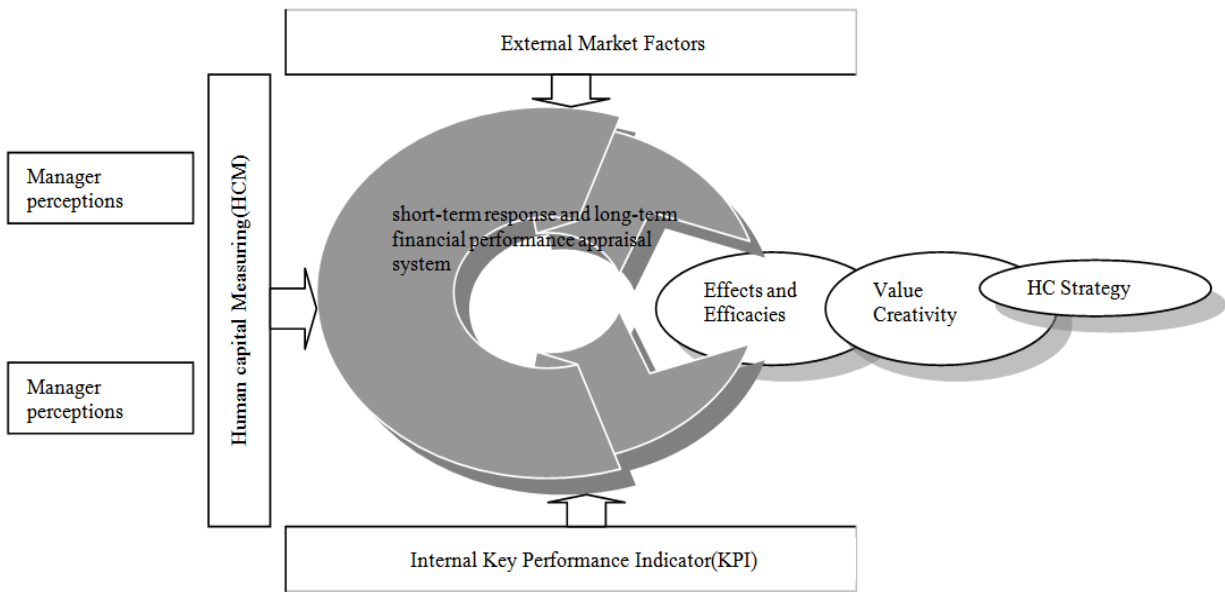 External Market Factors
Manager
perceptions
Human capital Measuring(HCM)
short-term response and long-term
financial performance appraisal
system
Effects and
Efficacies
Value
Creativity
HC Strategy
Manager
perceptions
Internal Key Performance Indicator(KPI)